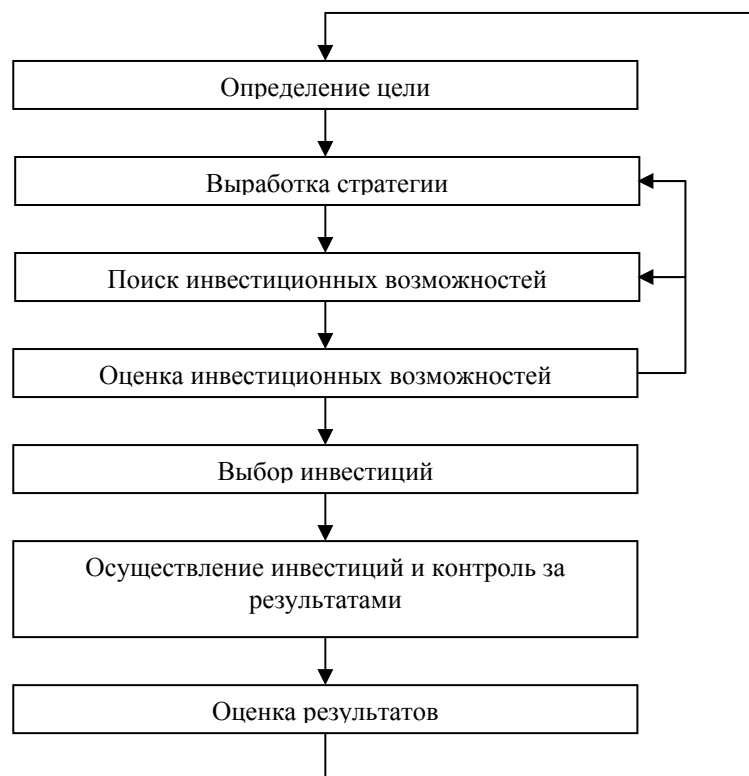 Определение цели
Выработка стратегии
Поиск инвестиционных возможностей
Оценка инвестиционных возможностей
Выбор инвестиций
Осуществление инвестиций и контроль за
результатами
Оценка результатов